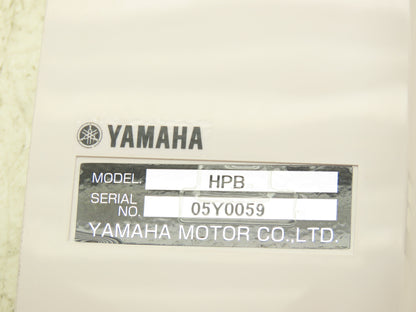 YAMAHA
MODEL. HPB
SERIAL NO. 05Y0059
YAMAHA MOTOR CO.,LTD.